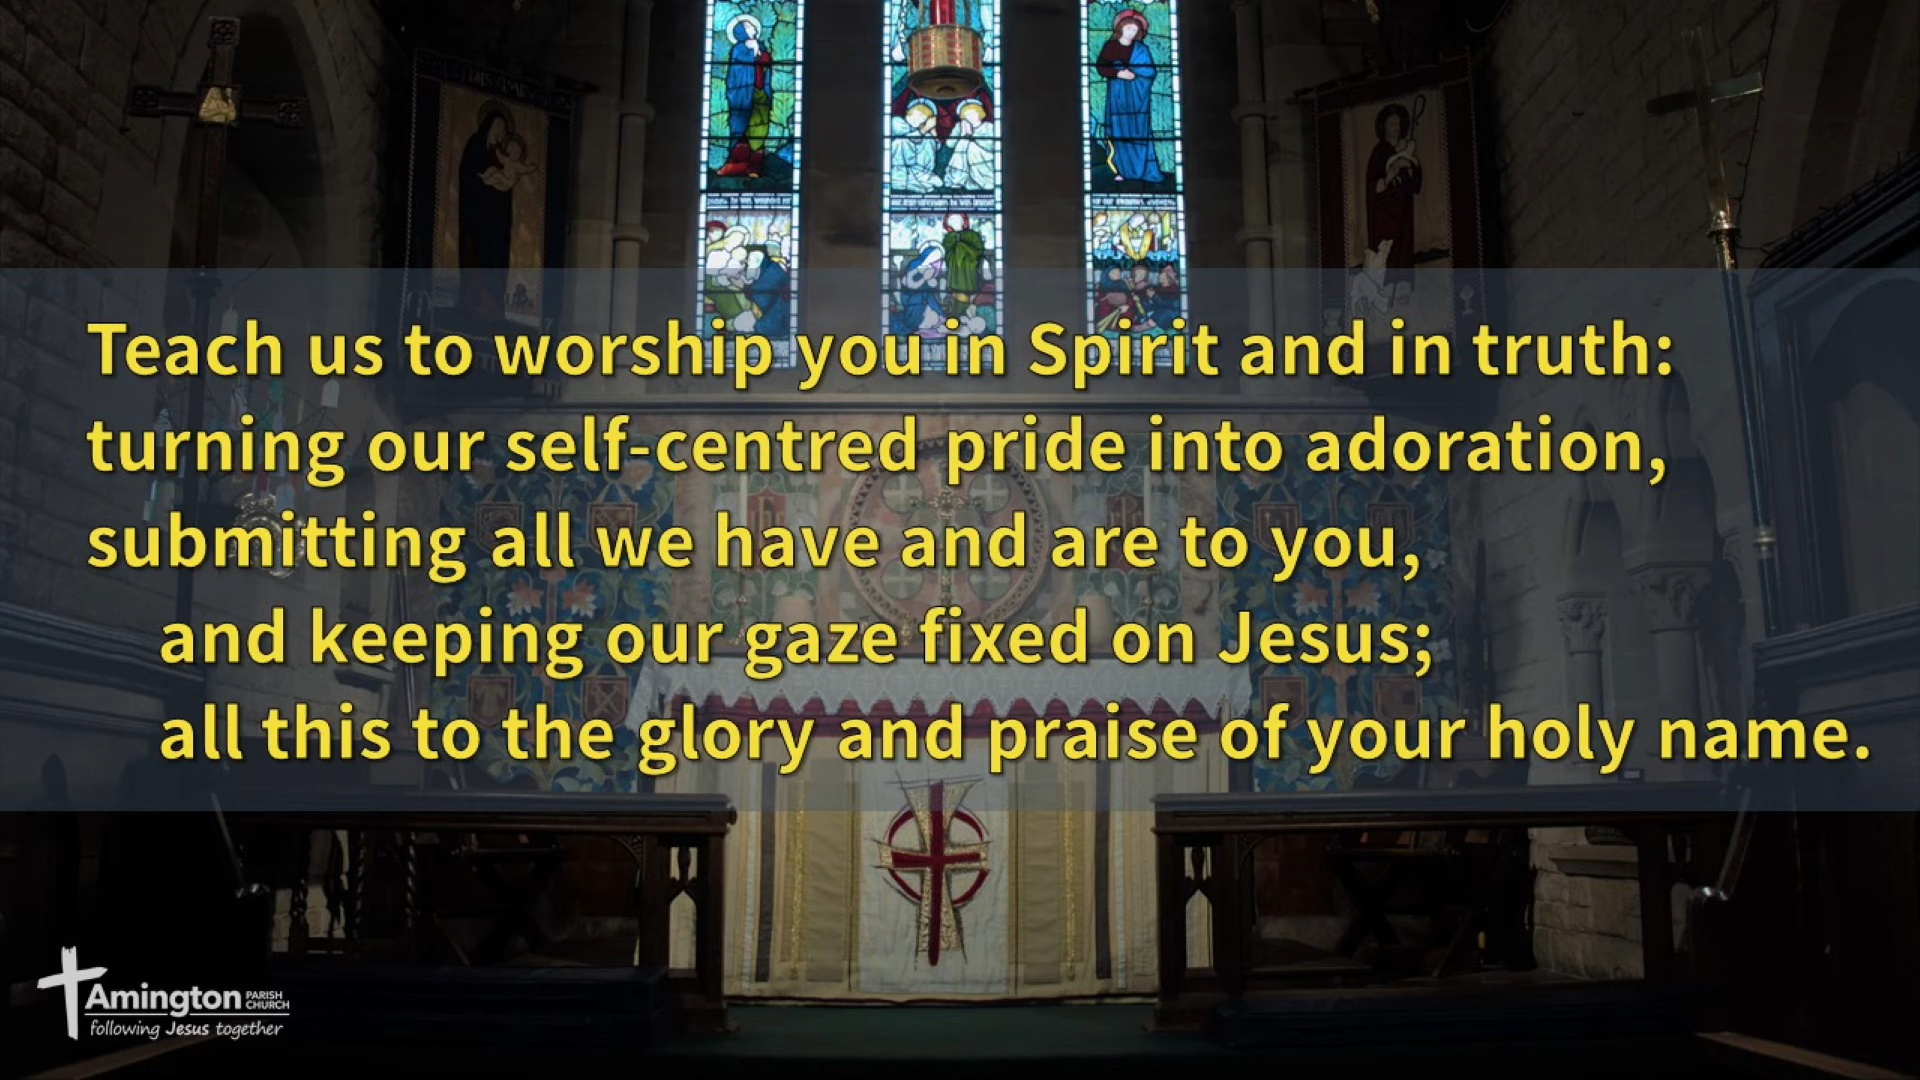 Teach us to worship you in Spirit and in truth:
turning our self-centred pride into adoration,
submitting all we have and are to you,
and keeping our gaze fixed on Jesus;
all this to the glory and praise of your holy name.
Amington PARISH CHURCH
following Jesus together